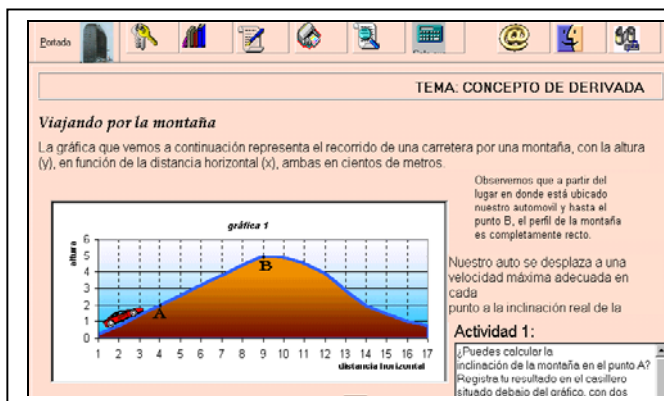 Portada
TEMA: CONCEPTO DE DERIVADA
Viajando por la montaña
La gráfica que vemos a continuación representa el recorrido de una carretera por una montaña, con la altura
(y), en función de la distancia horizontal (x), ambas en cientos de metros.
Observemos que a partir del
lugar en donde está ubicado
nuestro automovil y hasta el
punto B, el perfil de la montaña
es completamente recto.
gráfica 1
altura
6
5
4
3
2
1
0
A
B
1 2 3 4 5 6 7 8 9 10 11 12 13 14 15 16 17
distancia horizontal
Nuestro auto se desplaza a una
velocidad máxima adecuada en
cada
punto a la inclinación real de la
Actividad 1:
¿Puedes calcular la
inclinación de la montaña en el punto A?
Registra tu resultado en el casillero
situado debajo del gráfico, con dos